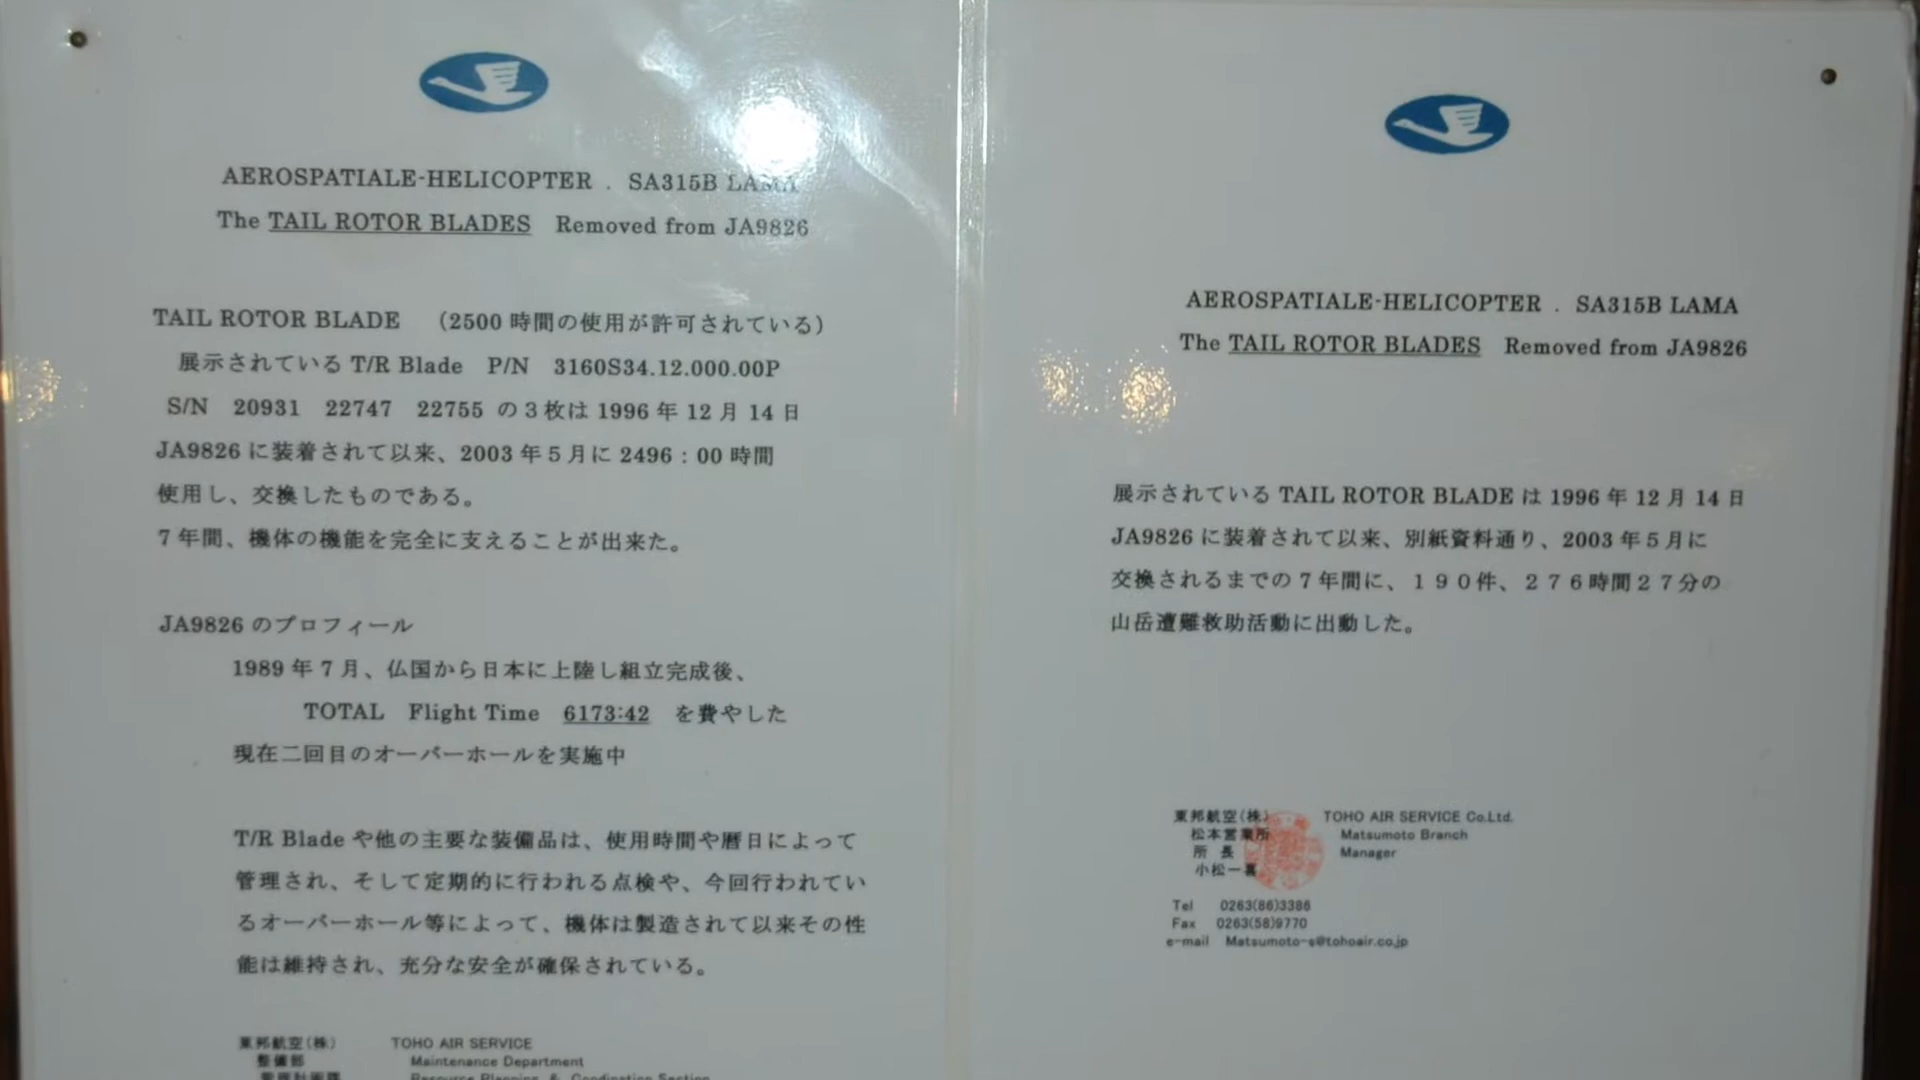 AEROSPATIALE-HELICOPTER . SA315B LAMA
The TAIL ROTOR BLADES Removed from JA9826
TAIL ROTOR BLADE (2500時間の使用が許可されている)
展示されている T/R Blade P/N 3160S34.12.000.00P
S/N 20931 22747 22755 の3枚は 1996年12月14日
JA9826 に装着されて以来、2003年5月に 2496:00 時間
使用し、交換したものである。
7年間、機体の機能を完全に支えることが出来た。
JA9826 のプロフィール
1989年7月、仏国から日本に上陸し組立完成後、
TOTAL Flight Time 6173:42 を費やした
現在二回目のオーバーホールを実施中
T/R Blade や他の主要な装備品は、使用時間や暦日によって
管理され、そして定期的に行われる点検や、今回行われてい
るオーバーホール等によって、機体は製造されて以来その性
能は維持され、充分な安全が確保されている。
東邦航空(株) TOHO AIR SERVICE
整備部 Maintenance Department
AEROSPATIALE-HELICOPTER . SA315B LAMA
The TAIL ROTOR BLADES Removed from JA9826
展示されている TAIL ROTOR BLADE は 1996年12月14日
JA9826 に装着されて以来、別紙資料通り、2003年5月に
交換されるまでの7年間に、190件、276時間27分の
山岳遭難救助活動に出動した。
東邦航空(株) TOHO AIR SERVICE Co.Ltd.
松本営業所 Matsumoto Branch
所長 Manager
小松一喜
Tel 0263(86)3386
Fax 0263(58)9770
e-mail Matsumoto-s@tohoair.co.jp